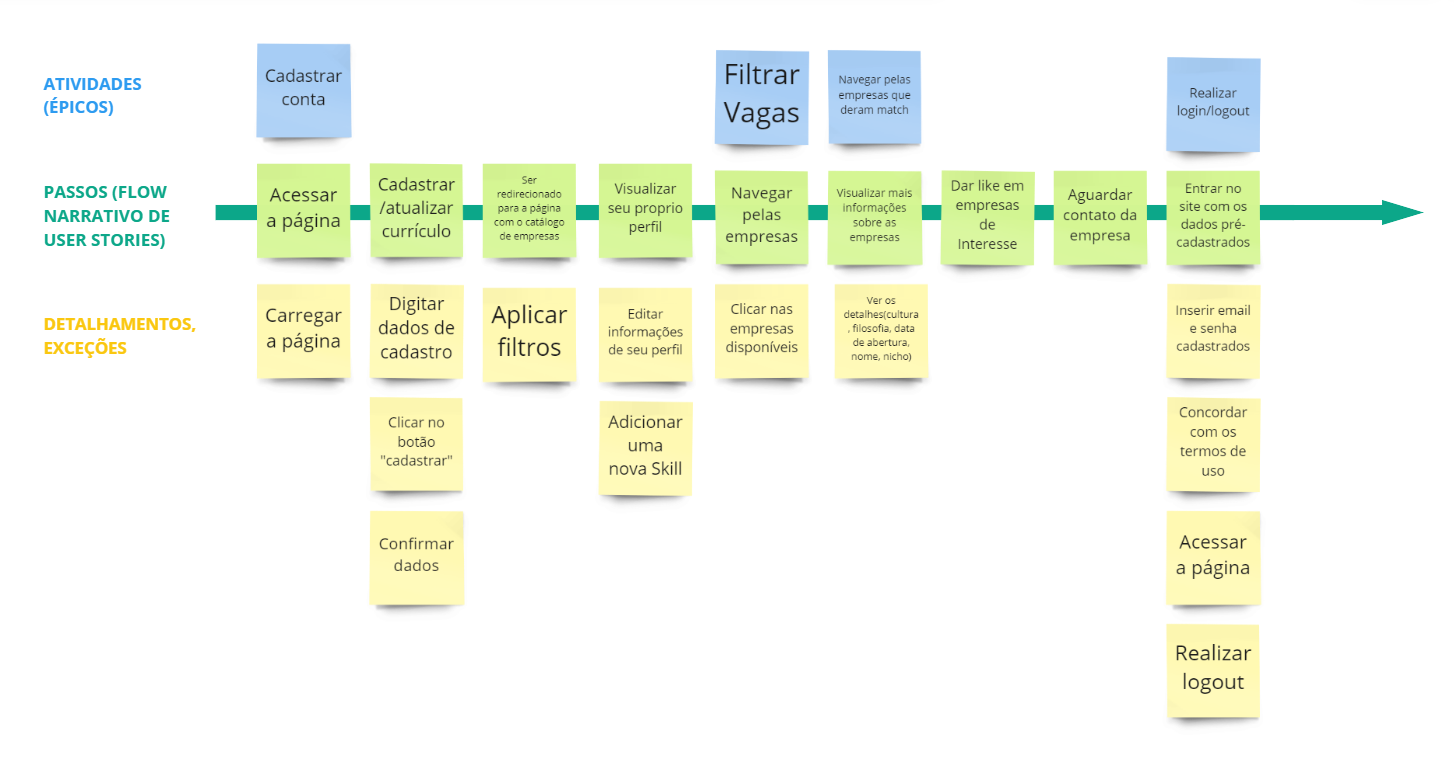 ATIVIDADES
(ÉPICOS)
Cadastrar
conta
Filtrar
Vagas
Navegar pelas
empresas que
deram match
Realizar
login/logout
PASSOS (FLOW
NARRATIVO DE
USER STORIES)
Acessar
a página
Cadastrar
/atualizar
currículo
Ser
redirecionado
para a página
com o catálogo
de empresas
Visualizar
seu proprio
perfil
Navegar
pelas
empresas
Visualizar mais
informações
sobre as
empresas
Dar like em
empresas
de
Interesse
Aguardar
contato da
empresa
Entrar no
site com os
dados pré-
cadastrados
DETALHAMENTOS,
EXCEÇÕES
Carregar
a página
Digitar
dados de
cadastro
Aplicar
filtros
Editar
informações
de seu perfil
Clicar nas
empresas
disponíveis
Ver os
detalhes(cultura
, filosofia, data
de abertura,
nome, nicho)
Inserir email
e senha
cadastrados
Clicar no
botão
"cadastrar"
Adicionar
uma
nova Skill
Concordar
com os
termos de
uso
Confirmar
dados
Acessar
a página
Realizar
logout